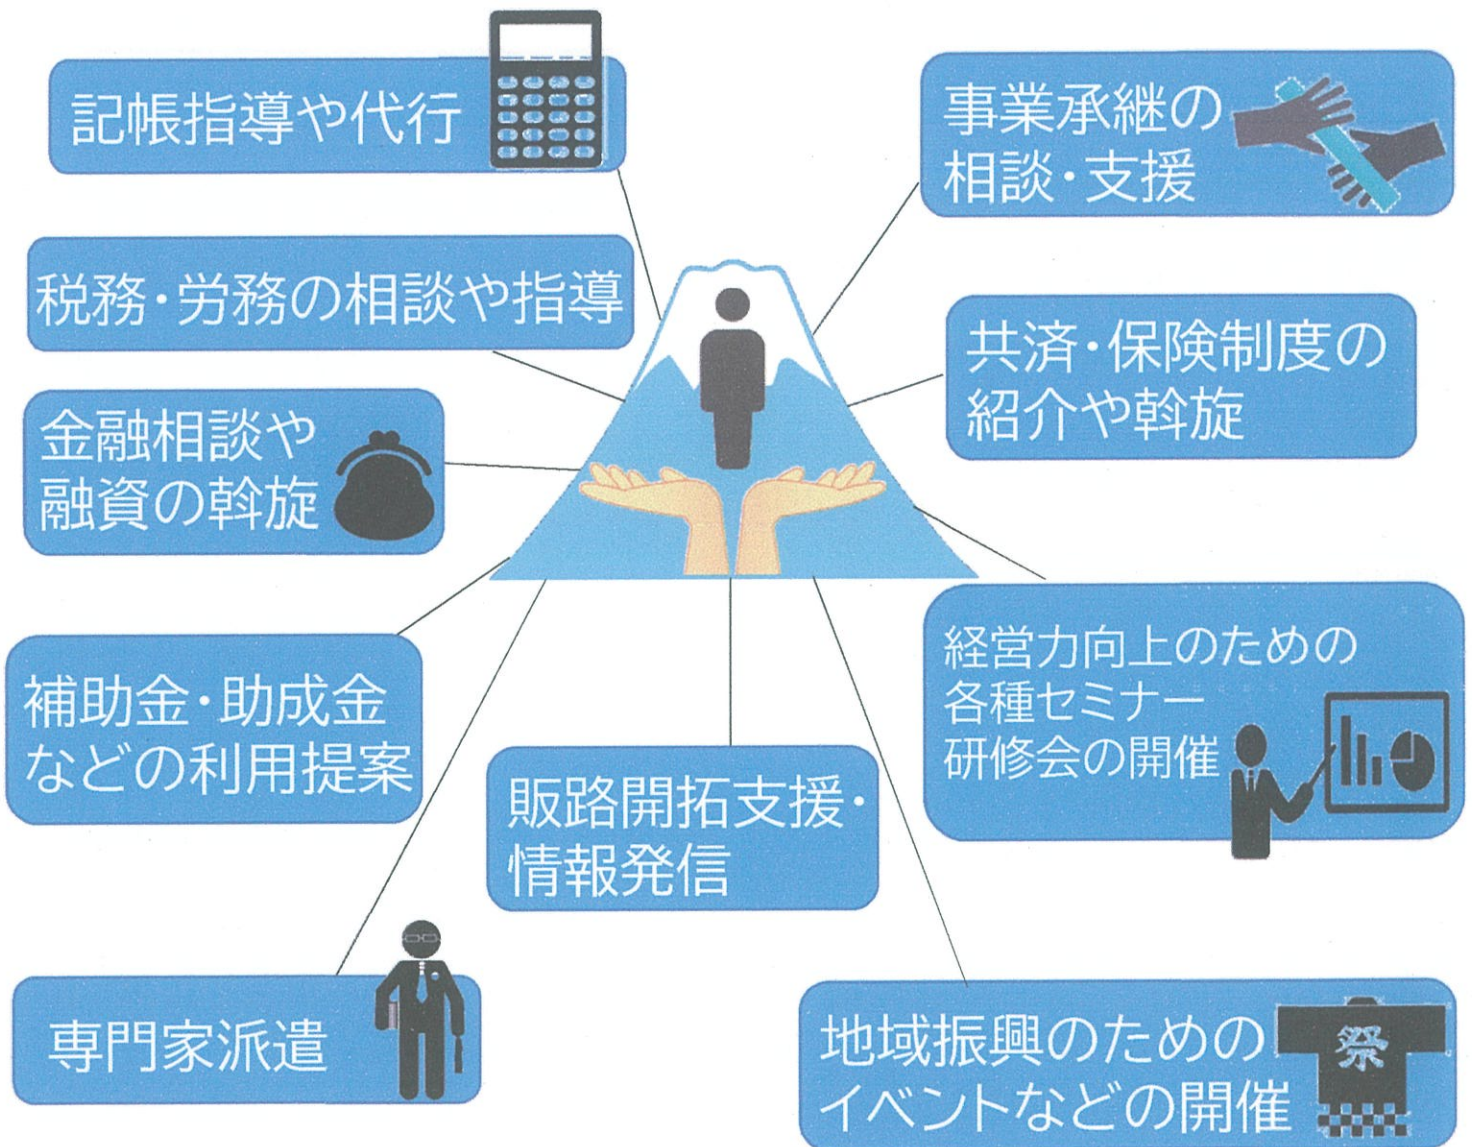 記帳指導や代行
税務・労務の相談や指導
金融相談や
融資の斡旋
補助金・助成金
などの利用提案
専門家派遣
販路開拓支援・
情報発信
事業承継の
相談・支援
共済・保険制度の
紹介や斡旋
経営力向上のための
各種セミナー
研修会の開催
地域振興のための
イベントなどの開催
祭